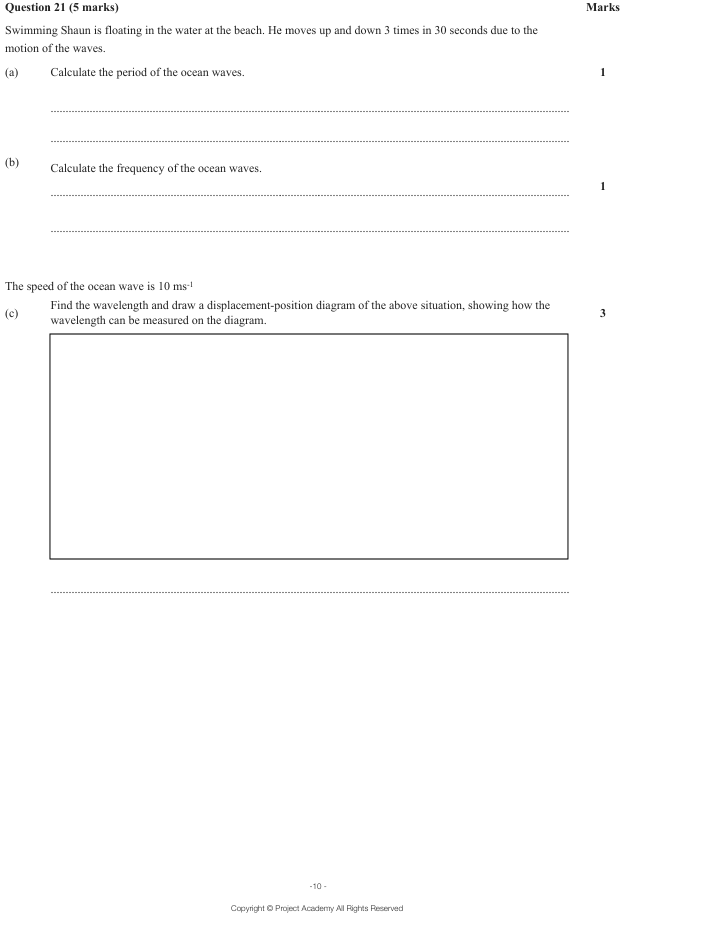 Question 21 (5 marks) Marks
Swimming Shaun is floating in the water at the beach. He moves up and down 3 times in 30 seconds due to the
motion of the waves.
(a) Calculate the period of the ocean waves. 1
(b) Calculate the frequency of the ocean waves.
1
The speed of the ocean wave is 10 ms⁻¹
(c) Find the wavelength and draw a displacement-position diagram of the above situation, showing how the
wavelength can be measured on the diagram. 3
-10 -
Copyright © Project Academy All Rights Reserved